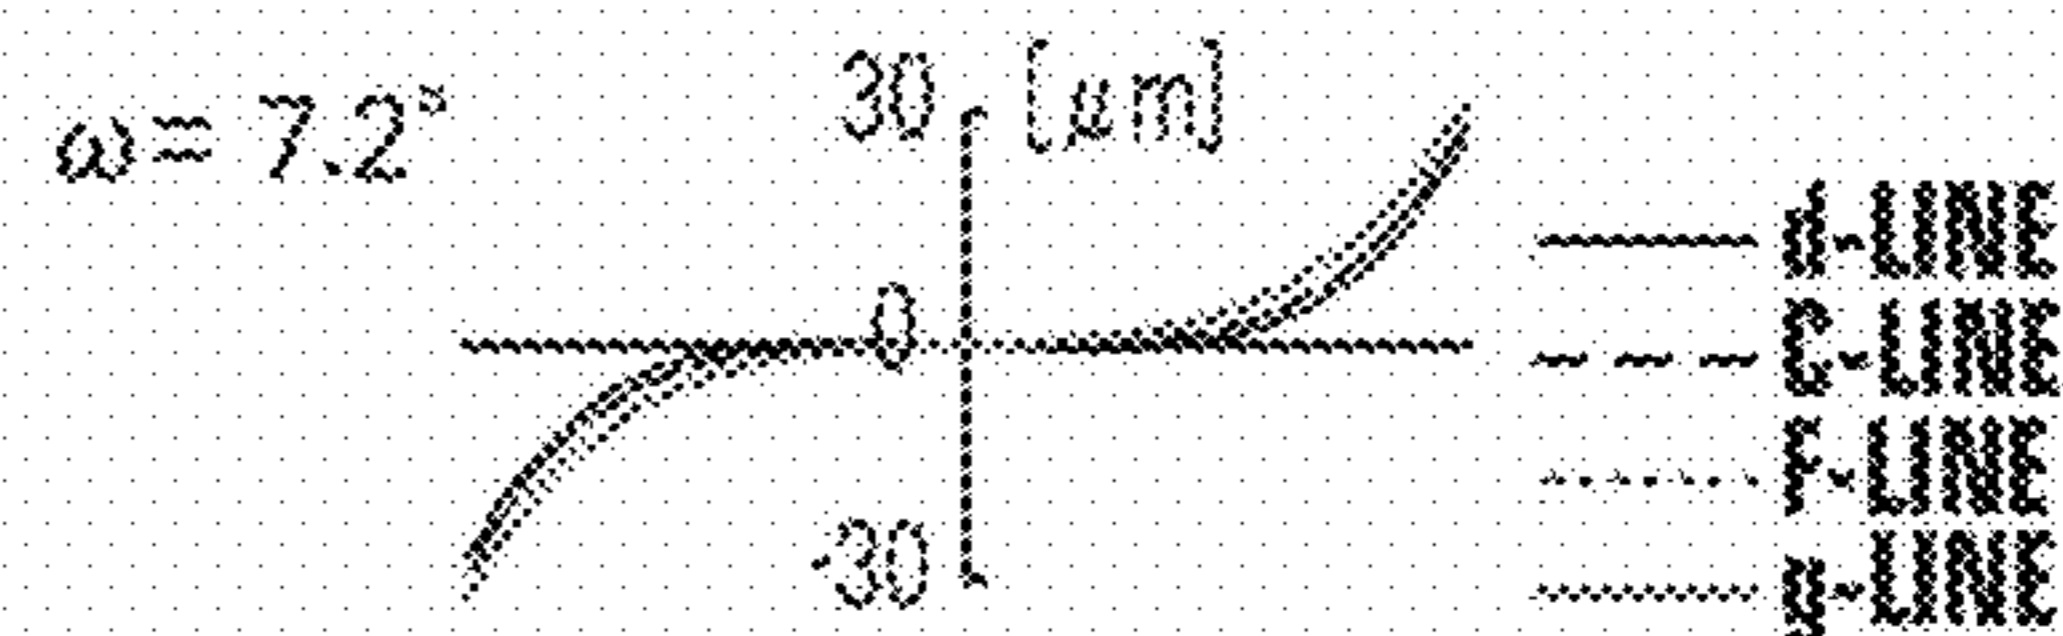 ω= 7.2°
30 [μm]
0
-30
d-LINE
C-LINE
F-LINE
g-LINE